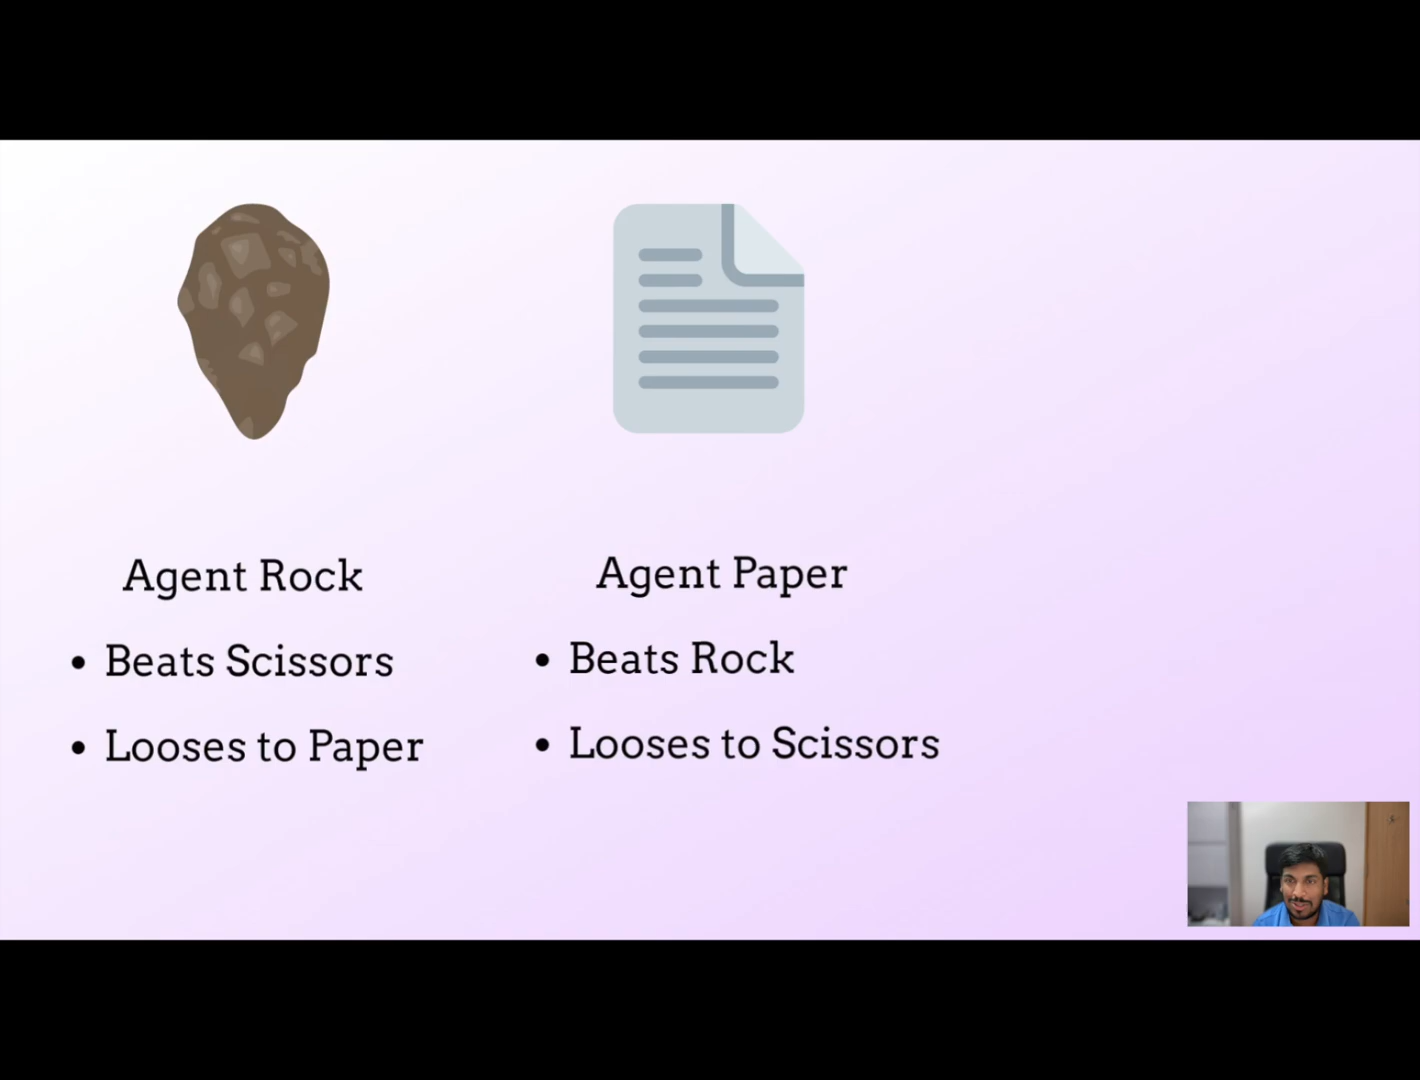 Agent Rock
• Beats Scissors
• Looses to Paper
Agent Paper
• Beats Rock
• Looses to Scissors